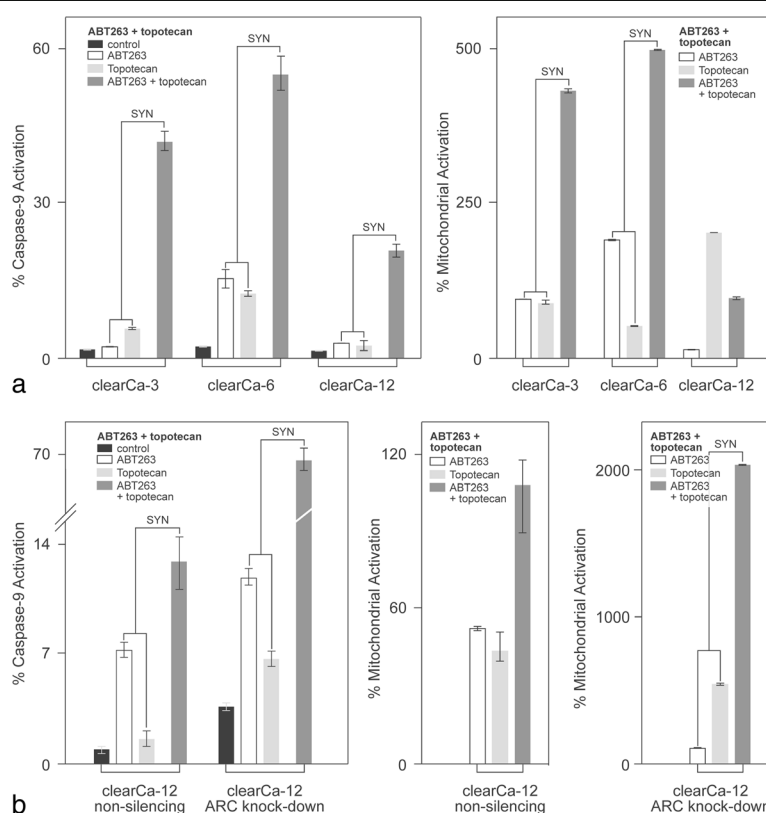 ABT263 + topotecan
control
ABT263
Topotecan
ABT263 + topotecan
SYN
SYN
SYN
60
30
0
% Caspase-9 Activation
clearCa-3 clearCa-6 clearCa-12
ABT263 +
topotecan
ABT263
Topotecan
ABT263
+ topotecan
SYN
SYN
500
250
0
% Mitochondrial Activation
clearCa-3 clearCa-6 clearCa-12
a
ABT263 + topotecan
control
ABT263
Topotecan
ABT263
+ topotecan
SYN
SYN
70
14
7
0
% Caspase-9 Activation
clearCa-12
non-silencing
clearCa-12
ARC knock-down
ABT263 +
topotecan
ABT263
Topotecan
ABT263
+ topotecan
120
60
0
% Mitochondrial Activation
clearCa-12
non-silencing
ABT263 +
topotecan
ABT263
Topotecan
ABT263
+ topotecan
SYN
2000
1000
0
% Mitochondrial Activation
clearCa-12
ARC knock-down
b